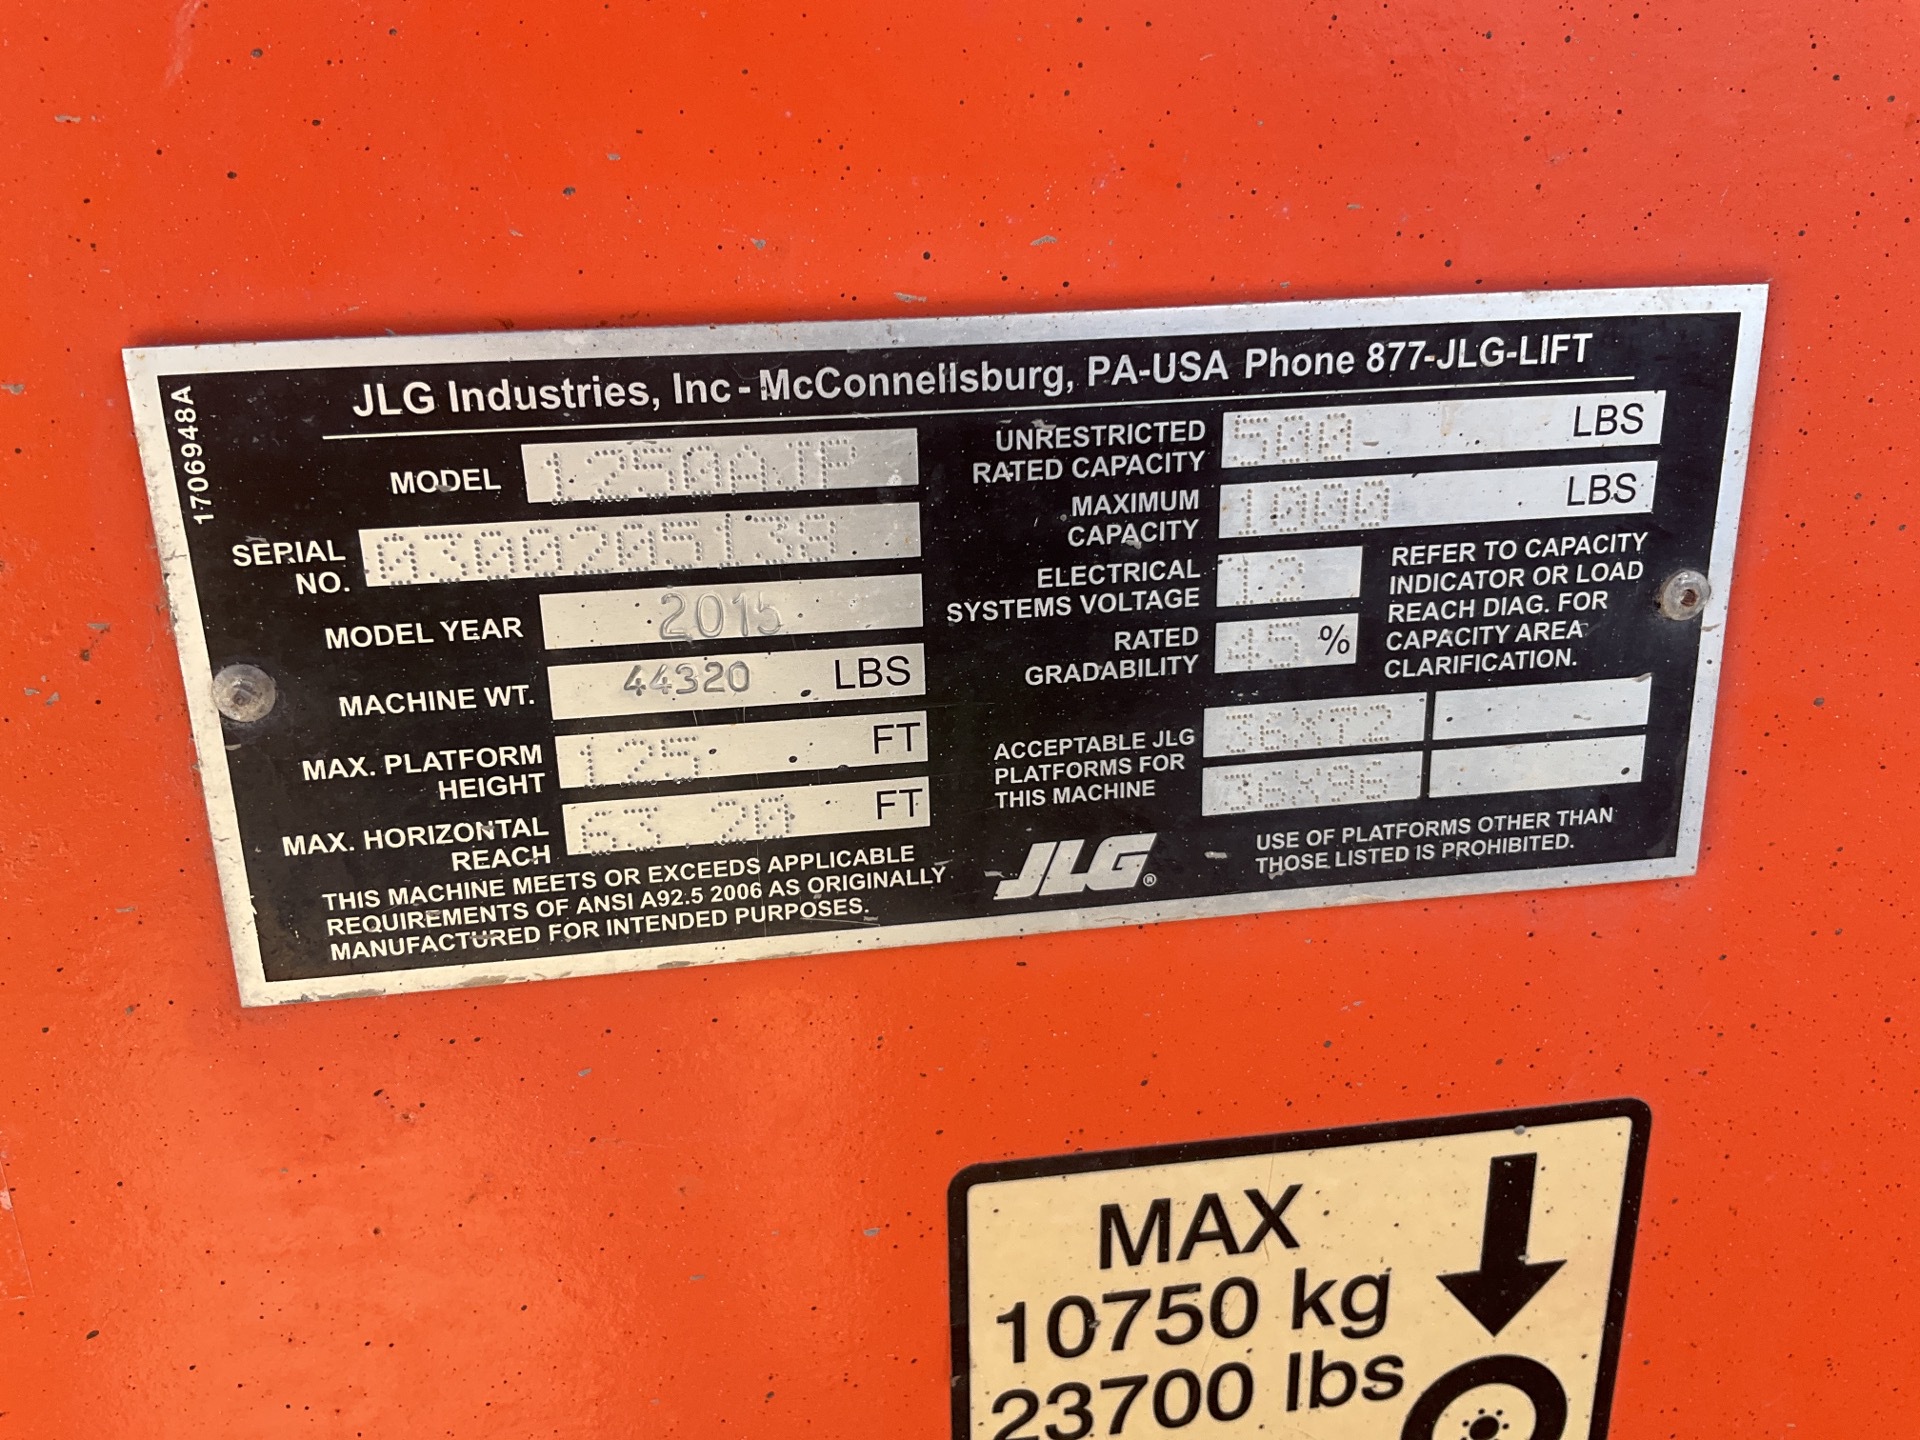 JLG Industries, Inc - McConnellsburg, PA-USA Phone 877-JLG-LIFT
1706948A
MODEL 1250AJP
SERIAL NO. 0300205138
MODEL YEAR 2015
MACHINE WT. 44320 LBS
MAX. PLATFORM
HEIGHT 125 FT
MAX. HORIZONTAL
REACH 63.20 FT
THIS MACHINE MEETS OR EXCEEDS APPLICABLE
REQUIREMENTS OF ANSI A92.5 2006 AS ORIGINALLY
MANUFACTURED FOR INTENDED PURPOSES.
UNRESTRICTED
RATED CAPACITY 500 LBS
MAXIMUM
CAPACITY 1000 LBS
ELECTRICAL
SYSTEMS VOLTAGE 12
RATED
GRADABILITY 45 %
REFER TO CAPACITY
INDICATOR OR LOAD
REACH DIAG. FOR
CAPACITY AREA
CLARIFICATION.
ACCEPTABLE JLG
PLATFORMS FOR
THIS MACHINE
36X72
36X96
JLG®
USE OF PLATFORMS OTHER THAN
THOSE LISTED IS PROHIBITED.
MAX
10750 kg
23700 lbs